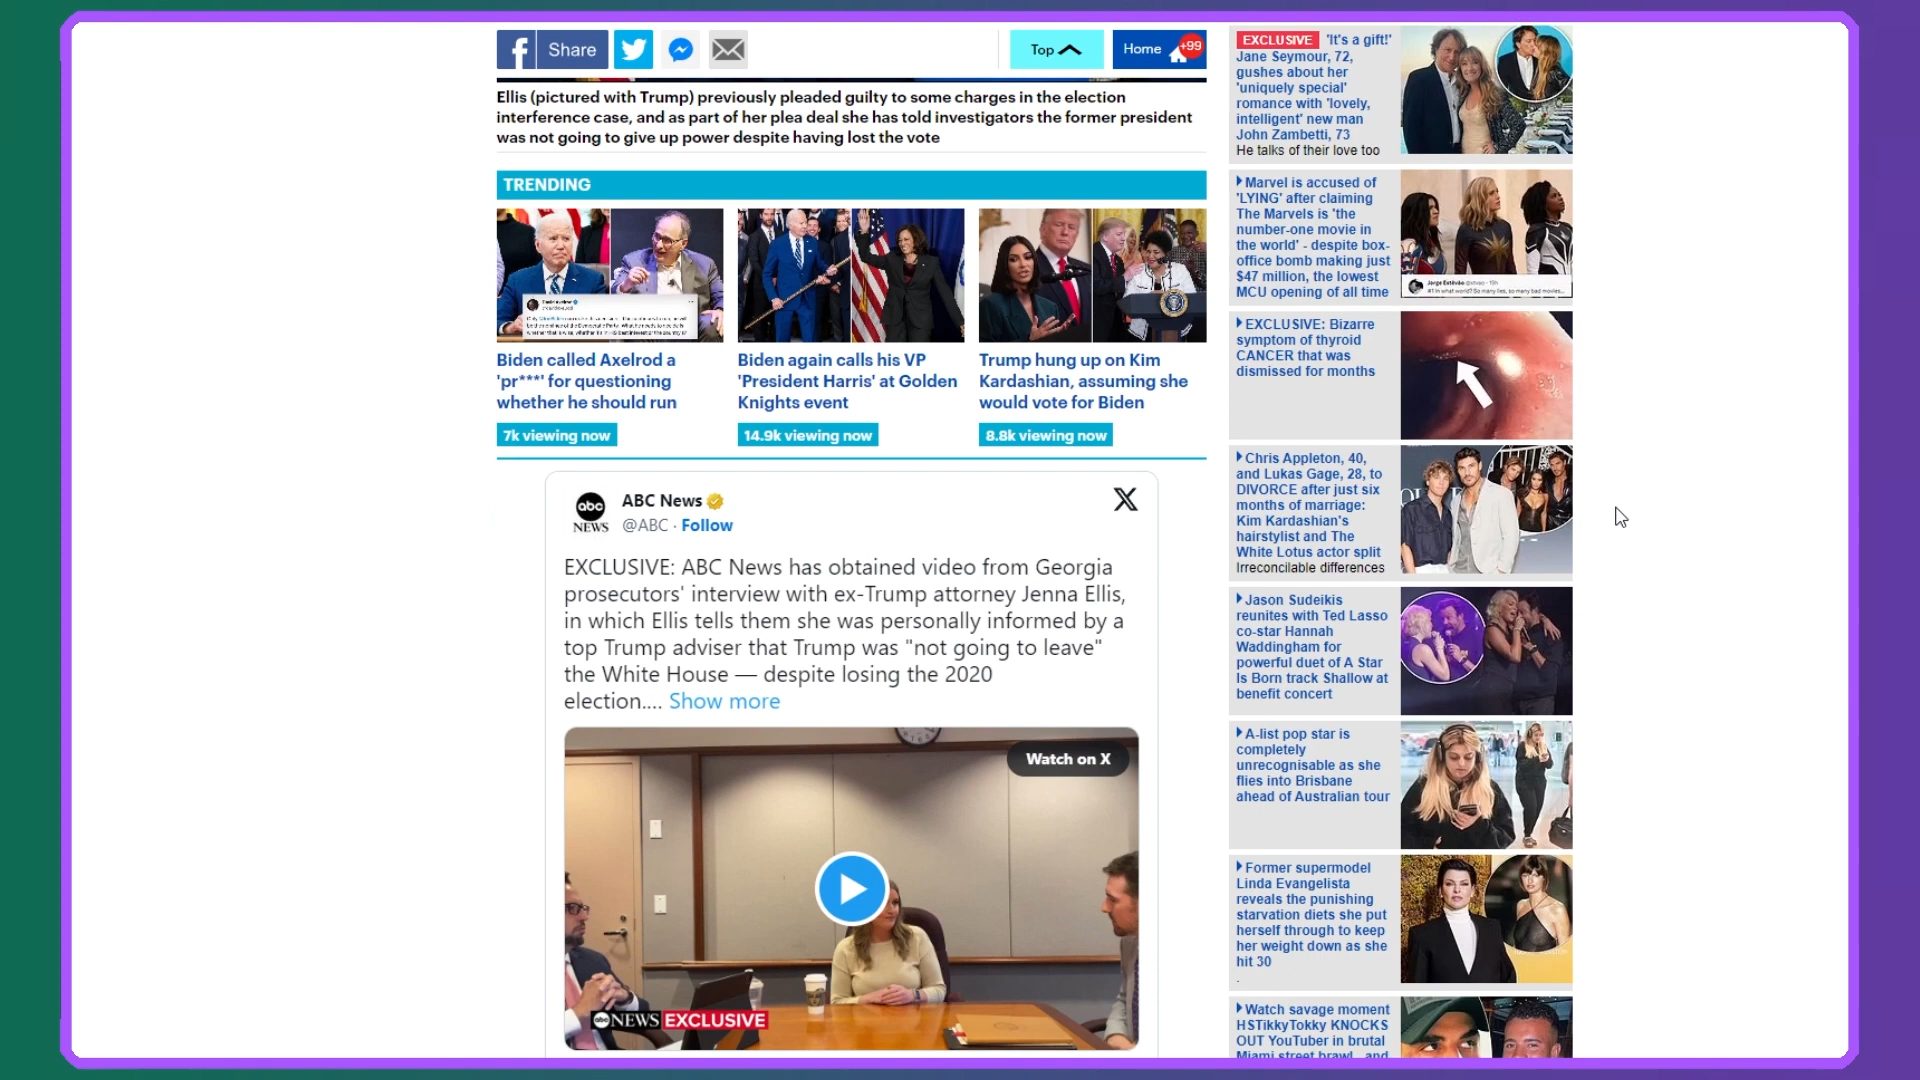 Share
Top
Home
+99
Ellis (pictured with Trump) previously pleaded guilty to some charges in the election
interference case, and as part of her plea deal she has told investigators the former president
was not going to give up power despite having lost the vote
TRENDING
Biden called Axelrod a
'pr***' for questioning
whether he should run
7k viewing now
Biden again calls his VP
'President Harris' at Golden
Knights event
14.9k viewing now
Trump hung up on Kim
Kardashian, assuming she
would vote for Biden
8.8k viewing now
abc
NEWS
ABC News
@ABC · Follow
EXCLUSIVE: ABC News has obtained video from Georgia
prosecutors' interview with ex-Trump attorney Jenna Ellis,
in which Ellis tells them she was personally informed by a
top Trump adviser that Trump was "not going to leave"
the White House — despite losing the 2020
election.... Show more
Watch on X
abc NEWS EXCLUSIVE
EXCLUSIVE 'It's a gift!'
Jane Seymour, 72,
gushes about her
'uniquely special'
romance with 'lovely,
intelligent' new man
John Zambetti, 73
He talks of their love too
Marvel is accused of
'LYING' after claiming
The Marvels is 'the
number-one movie in
the world' - despite box-
office bomb making just
$47 million, the lowest
MCU opening of all time
EXCLUSIVE: Bizarre
symptom of thyroid
CANCER that was
dismissed for months
Chris Appleton, 40,
and Lukas Gage, 28, to
DIVORCE after just six
months of marriage:
Kim Kardashian's
hairstylist and The
White Lotus actor split
Irreconcilable differences
Jason Sudeikis
reunites with Ted Lasso
co-star Hannah
Waddingham for
powerful duet of A Star
Is Born track Shallow at
benefit concert
A-list pop star is
completely
unrecognisable as she
flies into Brisbane
ahead of Australian tour
Former supermodel
Linda Evangelista
reveals the punishing
starvation diets she put
herself through to keep
her weight down as she
hit 30
.
Watch savage moment
HSTikkyTokky KNOCKS
OUT YouTuber in brutal
Miami street brawl and